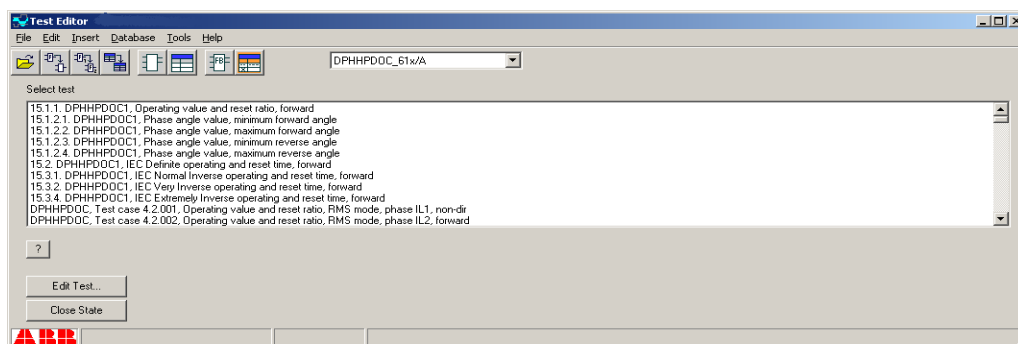 Test Editor
File Edit Insert Database Tools Help
FB DPHHPDOC_61x/A
Select test
15.1.1. DPHHPDOC1, Operating value and reset ratio, forward
15.1.2.1. DPHHPDOC1, Phase angle value, minimum forward angle
15.1.2.2. DPHHPDOC1, Phase angle value, maximum forward angle
15.1.2.3. DPHHPDOC1, Phase angle value, minimum reverse angle
15.1.2.4. DPHHPDOC1, Phase angle value, maximum reverse angle
15.2. DPHHPDOC1, IEC Definite operating and reset time, forward
15.3.1. DPHHPDOC1, IEC Normal Inverse operating and reset time, forward
15.3.2. DPHHPDOC1, IEC Very Inverse operating and reset time, forward
15.3.4. DPHHPDOC1, IEC Extremely Inverse operating and reset time, forward
DPHHPDOC, Test case 4.2.001, Operating value and reset ratio, RMS mode, phase IL1, non-dir
DPHHPDOC, Test case 4.2.002, Operating value and reset ratio, RMS mode, phase IL2, forward
?
Edit Test...
Close State
ABB